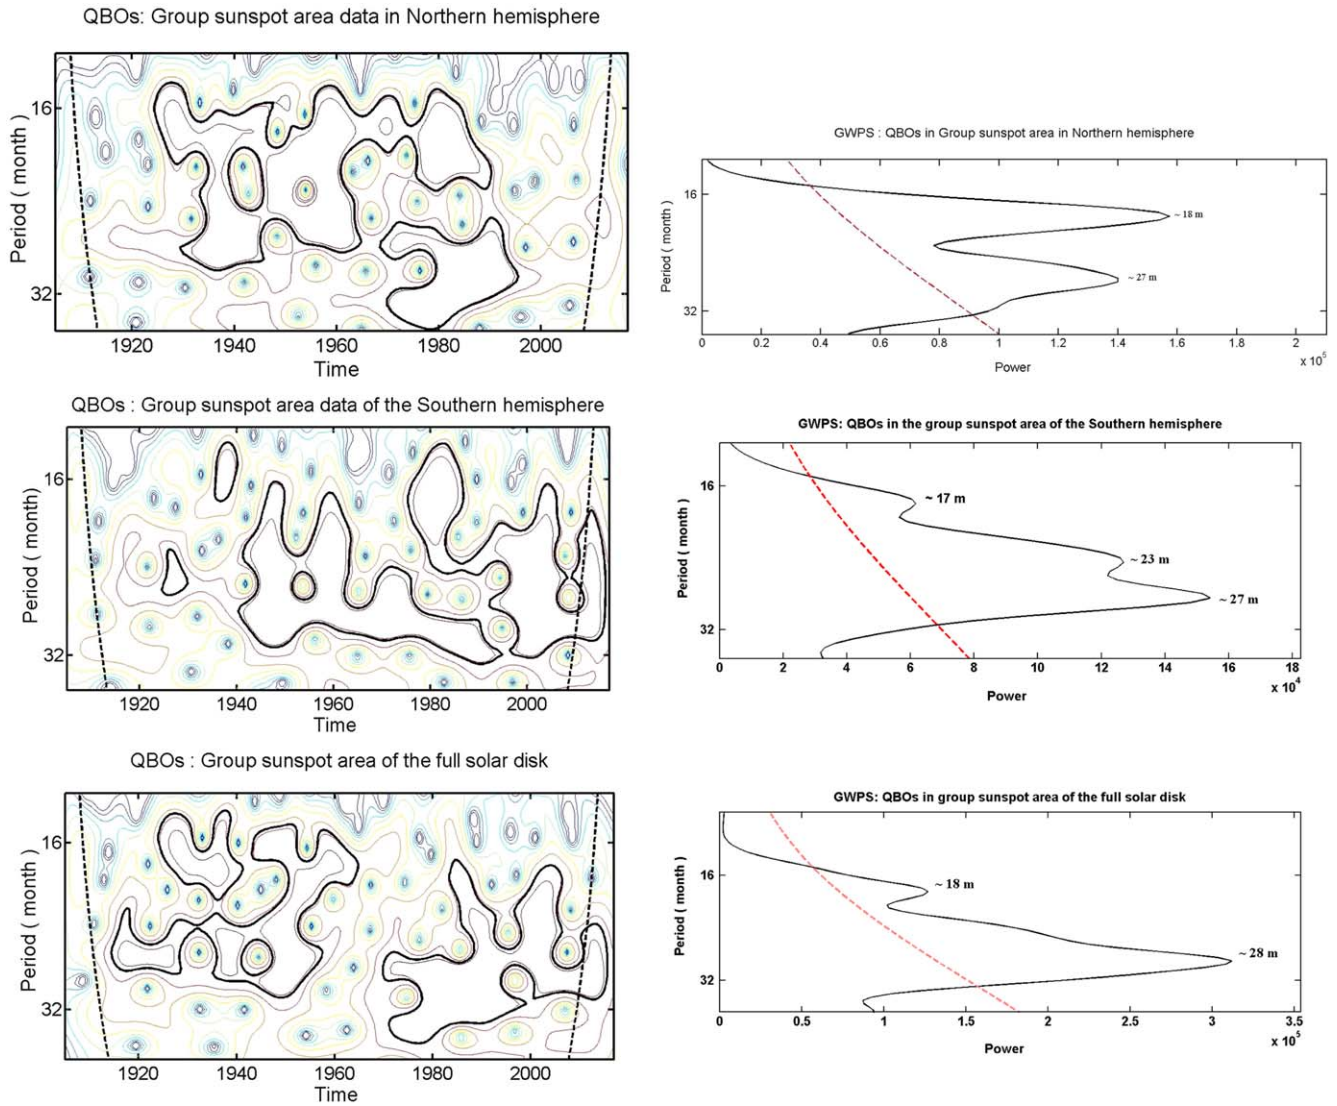 QBOs: Group sunspot area data in Northern hemisphere
Period ( month )
16
32
1920 1940 1960 1980 2000
Time
GWPS : QBOs in Group sunspot area in Northern hemisphere
Period ( month )
16
32
~ 18 m
~ 27 m
0 0.2 0.4 0.6 0.8 1 1.2 1.4 1.6 1.8 2
x 10^5
Power
QBOs : Group sunspot area data of the Southern hemisphere
Period ( month )
16
32
1920 1940 1960 1980 2000
Time
GWPS: QBOs in the group sunspot area of the Southern hemisphere
Period ( month )
16
32
~ 17 m
~ 23 m
~ 27 m
0 2 4 6 8 10 12 14 16 18
x 10^4
Power
QBOs : Group sunspot area of the full solar disk
Period ( month )
16
32
1920 1940 1960 1980 2000
Time
GWPS: QBOs in group sunspot area of the full solar disk
Period ( month )
16
32
~ 18 m
~ 28 m
0 0.5 1 1.5 2 2.5 3 3.5
x 10^5
Power